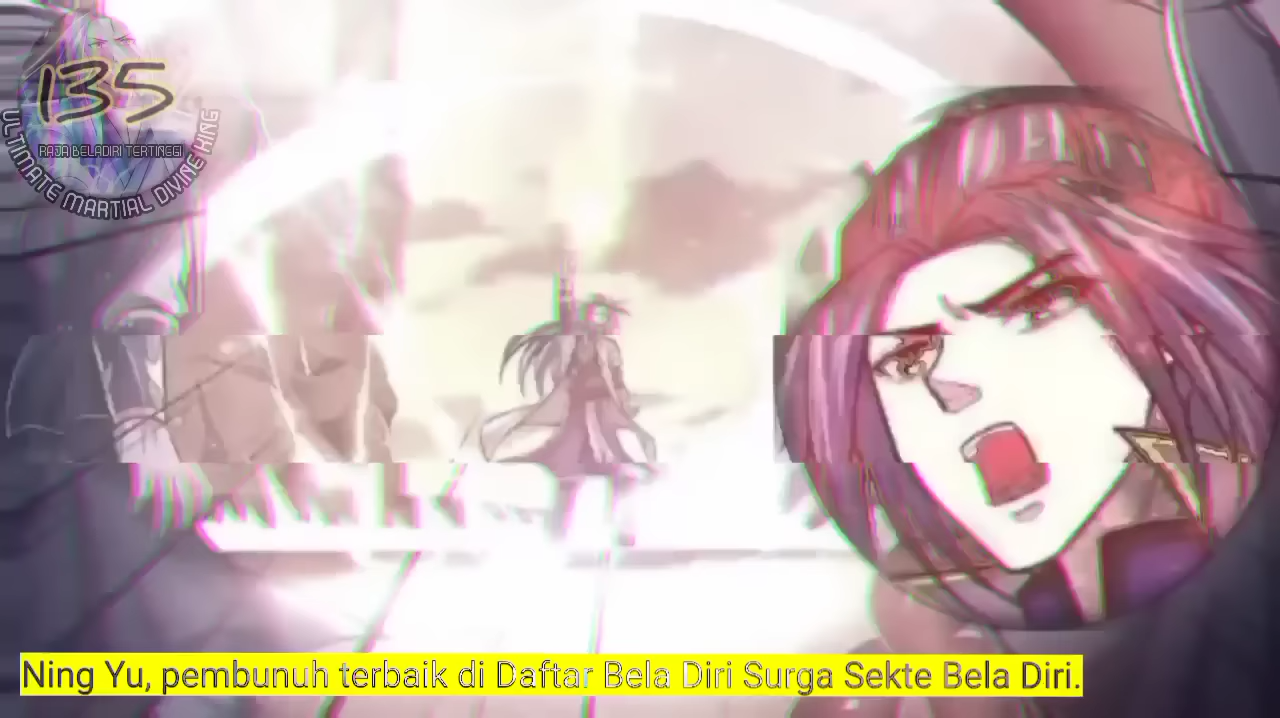 135
RAJA BELADIRI TERTINGGI
ULTIMATE MARTIAL DIVINE KING
Ning Yu, pembunuh terbaik di Daftar Bela Diri Surga Sekte Bela Diri.